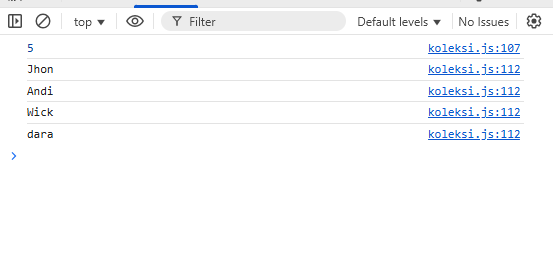 top Filter Default levels No Issues
5 koleksi.js:107
Jhon koleksi.js:112
Andi koleksi.js:112
Wick koleksi.js:112
dara koleksi.js:112